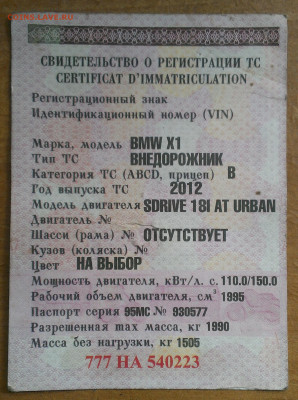 СВИДЕТЕЛЬСТВО О РЕГИСТРАЦИИ ТС
CERTIFICAT D'IMMATRICULATION
Регистрационный знак
Идентификационный номер (VIN)
Марка, модель BMW X1
Тип ТС ВНЕДОРОЖНИК
Категория ТС (ABCD, прицеп) B
Год выпуска ТС 2012
Модель двигателя SDRIVE 18I AT URBAN
Двигатель №
Шасси (рама) № ОТСУТСТВУЕТ
Кузов (коляска) №
Цвет НА ВЫБОР
Мощность двигателя, кВт/л. с. 110.0/150.0
Рабочий объем двигателя, см³ 1995
Паспорт серия 95МС № 930577
Разрешенная max масса, кг 1990
Масса без нагрузки, кг 1505
777 НА 540223